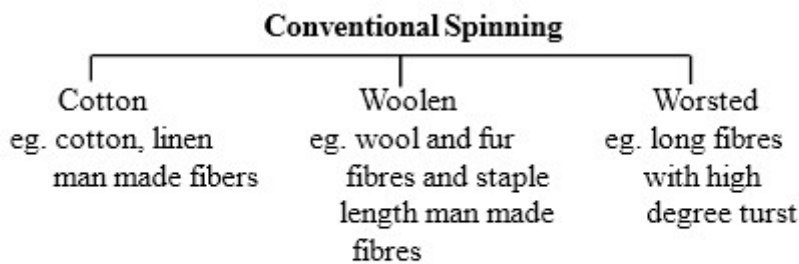 Conventional Spinning
Cotton
eg. cotton, linen
man made fibers
Woolen
eg. wool and fur
fibres and staple
length man made
fibres
Worsted
eg. long fibres
with high
degree turst